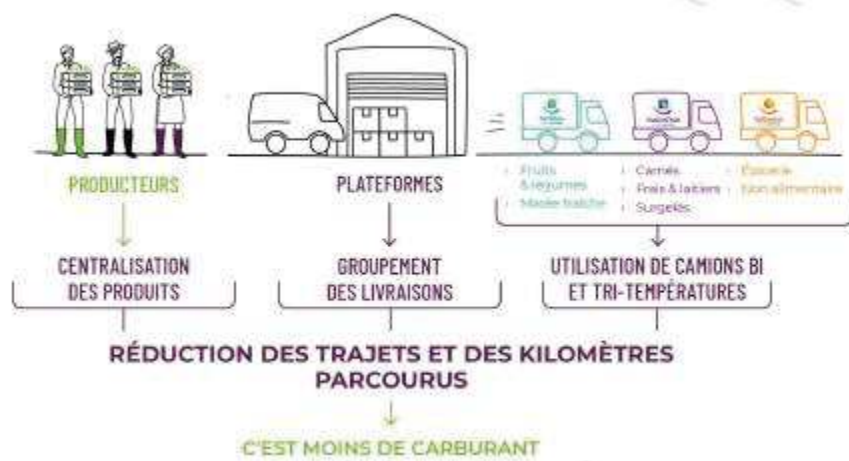 PRODUCTEURS
PLATEFORMES
Fruits
& légumes
Marée fraîche
Carnés
Frais & laitiers
Surgelés
Épicerie
Non alimentaire
CENTRALISATION
DES PRODUITS
GROUPEMENT
DES LIVRAISONS
UTILISATION DE CAMIONS BI
ET TRI-TEMPÉRATURES
RÉDUCTION DES TRAJETS ET DES KILOMÈTRES
PARCOURUS
C'EST MOINS DE CARBURANT